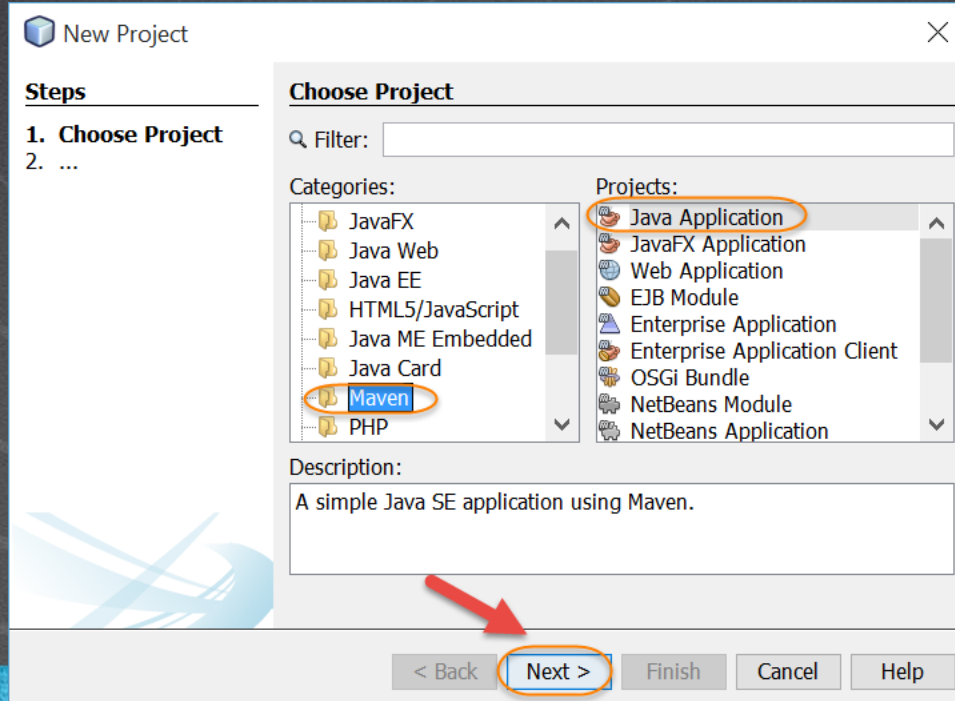 New Project
Steps
1. Choose Project
2. ...
Choose Project
Filter:
Categories:
JavaFX
Java Web
Java EE
HTML5/JavaScript
Java ME Embedded
Java Card
Maven
PHP
Projects:
Java Application
JavaFX Application
Web Application
EJB Module
Enterprise Application
Enterprise Application Client
OSGi Bundle
NetBeans Module
NetBeans Application
Description:
A simple Java SE application using Maven.
< Back
Next >
Finish
Cancel
Help